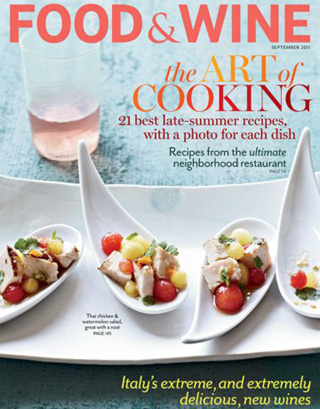 FOOD & WINE
SEPTEMBER 2011
the ART of
COOKING
21 best late-summer recipes,
with a photo for each dish
Recipes from the ultimate
neighborhood restaurant
Thai chicken &
watermelon salad,
great with a rosé
PAGE 145
Italy's extreme, and extremely
delicious, new wines